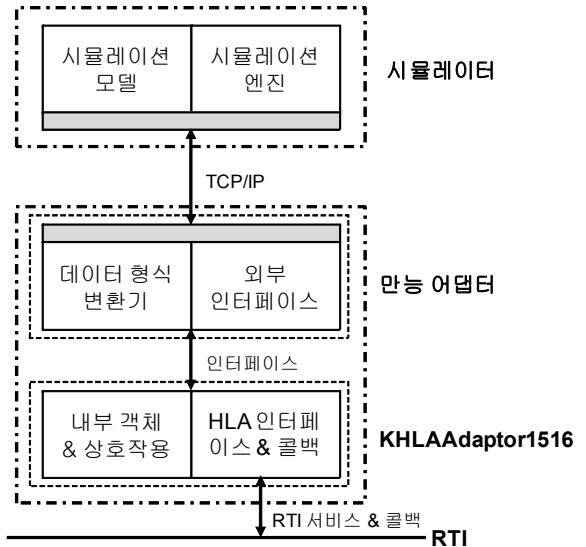 시뮬레이션
모델
시뮬레이션
엔진
시뮬레이터
TCP/IP
데이터 형식
변환기
외부
인터페이스
만능 어댑터
인터페이스
내부 객체
& 상호작용
HLA 인터페
이스 & 콜백
KHLAAdaptor1516
RTI 서비스 & 콜백
RTI